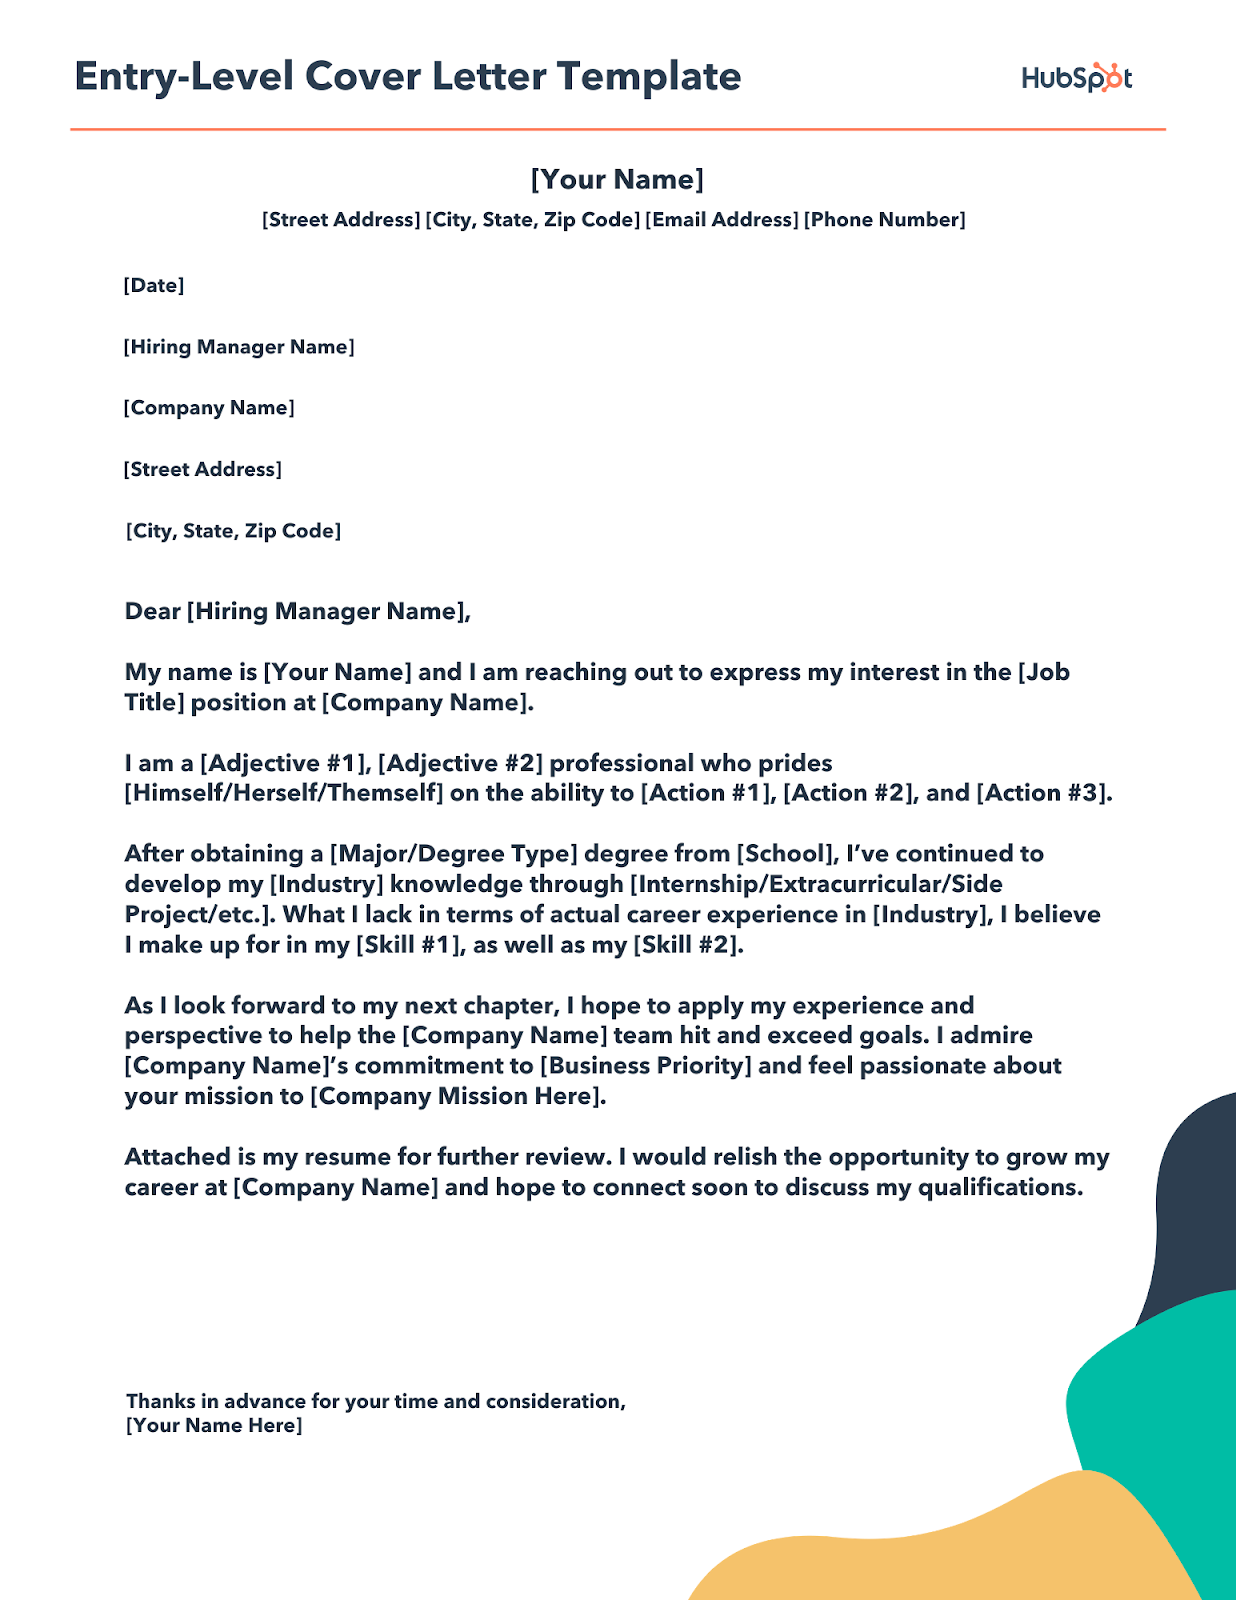 Entry-Level Cover Letter Template
HubSpot
[Your Name]
[Street Address] [City, State, Zip Code] [Email Address] [Phone Number]
[Date]
[Hiring Manager Name]
[Company Name]
[Street Address]
[City, State, Zip Code]
Dear [Hiring Manager Name],
My name is [Your Name] and I am reaching out to express my interest in the [Job
Title] position at [Company Name].
I am a [Adjective #1], [Adjective #2] professional who prides
[Himself/Herself/Themself] on the ability to [Action #1], [Action #2], and [Action #3].
After obtaining a [Major/Degree Type] degree from [School], I’ve continued to
develop my [Industry] knowledge through [Internship/Extracurricular/Side
Project/etc.]. What I lack in terms of actual career experience in [Industry], I believe
I make up for in my [Skill #1], as well as my [Skill #2].
As I look forward to my next chapter, I hope to apply my experience and
perspective to help the [Company Name] team hit and exceed goals. I admire
[Company Name]’s commitment to [Business Priority] and feel passionate about
your mission to [Company Mission Here].
Attached is my resume for further review. I would relish the opportunity to grow my
career at [Company Name] and hope to connect soon to discuss my qualifications.
Thanks in advance for your time and consideration,
[Your Name Here]